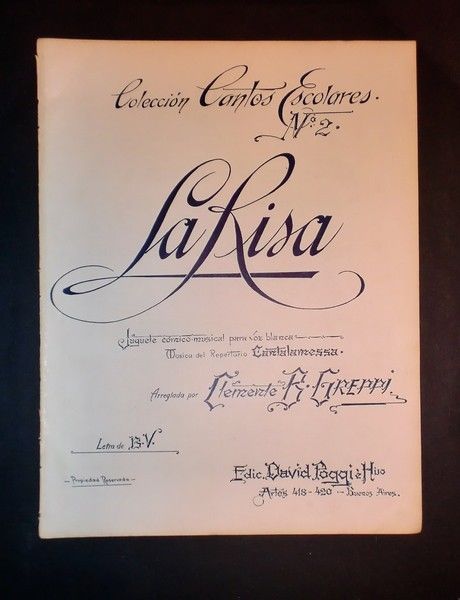 Colección Cantos Escolares.
Nº 2.
La Risa
Juguete cómico-musical para voz blanca
Musica del Repertorio Cantalamessa.
Arreglada por Clemente B. Greppi.
Letra de B.V.
- Propiedad Reservada -
Edic. David Poggi é Hijo
Artes 418-420 - Buenos Aires.